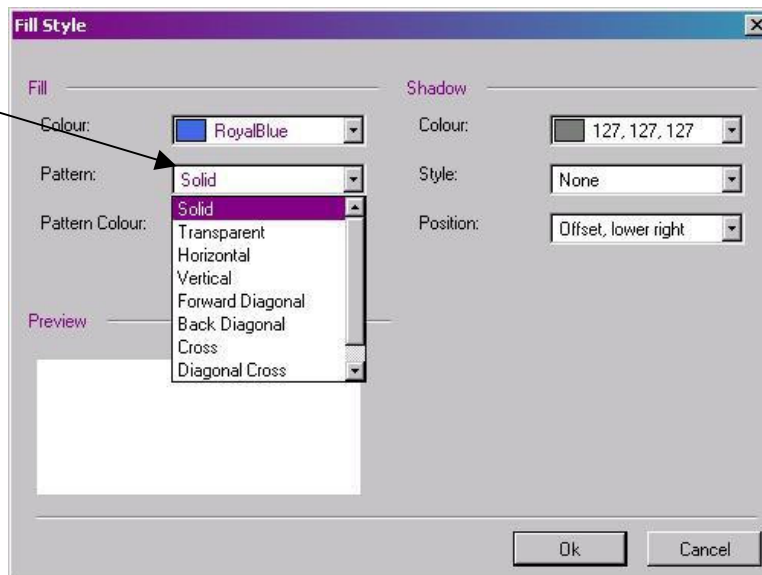 Fill Style
Fill
Shadow
Colour:
RoyalBlue
Colour:
127, 127, 127
Pattern:
Solid
Style:
None
Pattern Colour:
Solid
Transparent
Horizontal
Vertical
Forward Diagonal
Back Diagonal
Cross
Diagonal Cross
Position:
Offset, lower right
Preview
Ok
Cancel